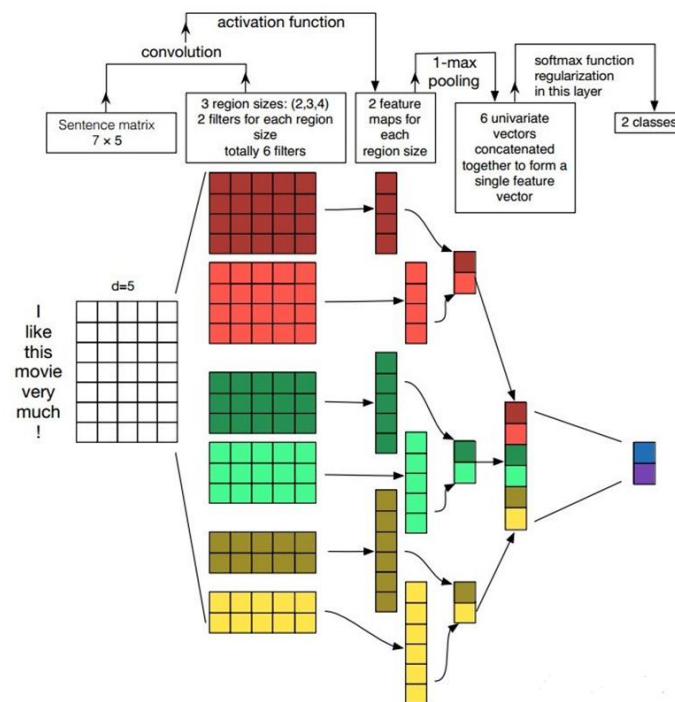 activation function
convolution
1-max
pooling
softmax function
regularization
in this layer
Sentence matrix
7 × 5
3 region sizes: (2,3,4)
2 filters for each region
size
totally 6 filters
2 feature
maps for
each
region size
6 univariate
vectors
concatenated
together to form a
single feature
vector
2 classes
d=5
I
like
this
movie
very
much
!